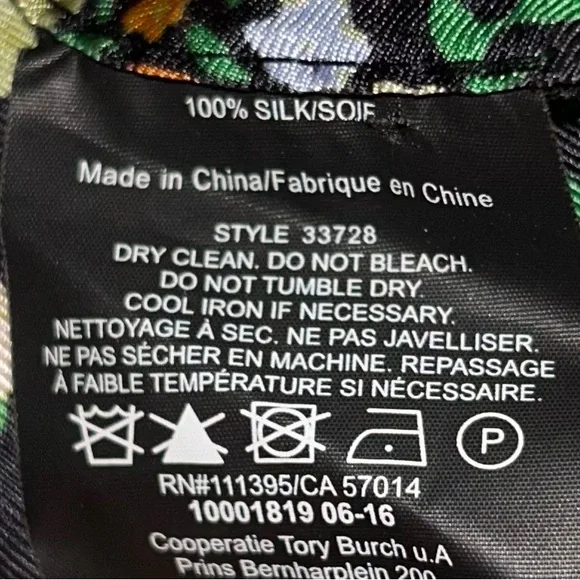 100% SILK/SOIE
Made in China/Fabrique en Chine
STYLE 33728
DRY CLEAN. DO NOT BLEACH.
DO NOT TUMBLE DRY.
COOL IRON IF NECESSARY.
NETTOYAGE À SEC. NE PAS JAVELLISER.
NE PAS SÉCHER EN MACHINE. REPASSAGE
À FAIBLE TEMPÉRATURE SI NÉCESSAIRE.
P
RN#111395/CA 57014
10001819 06-16
Cooperatie Tory Burch u.A
Prins Bernharplein 200